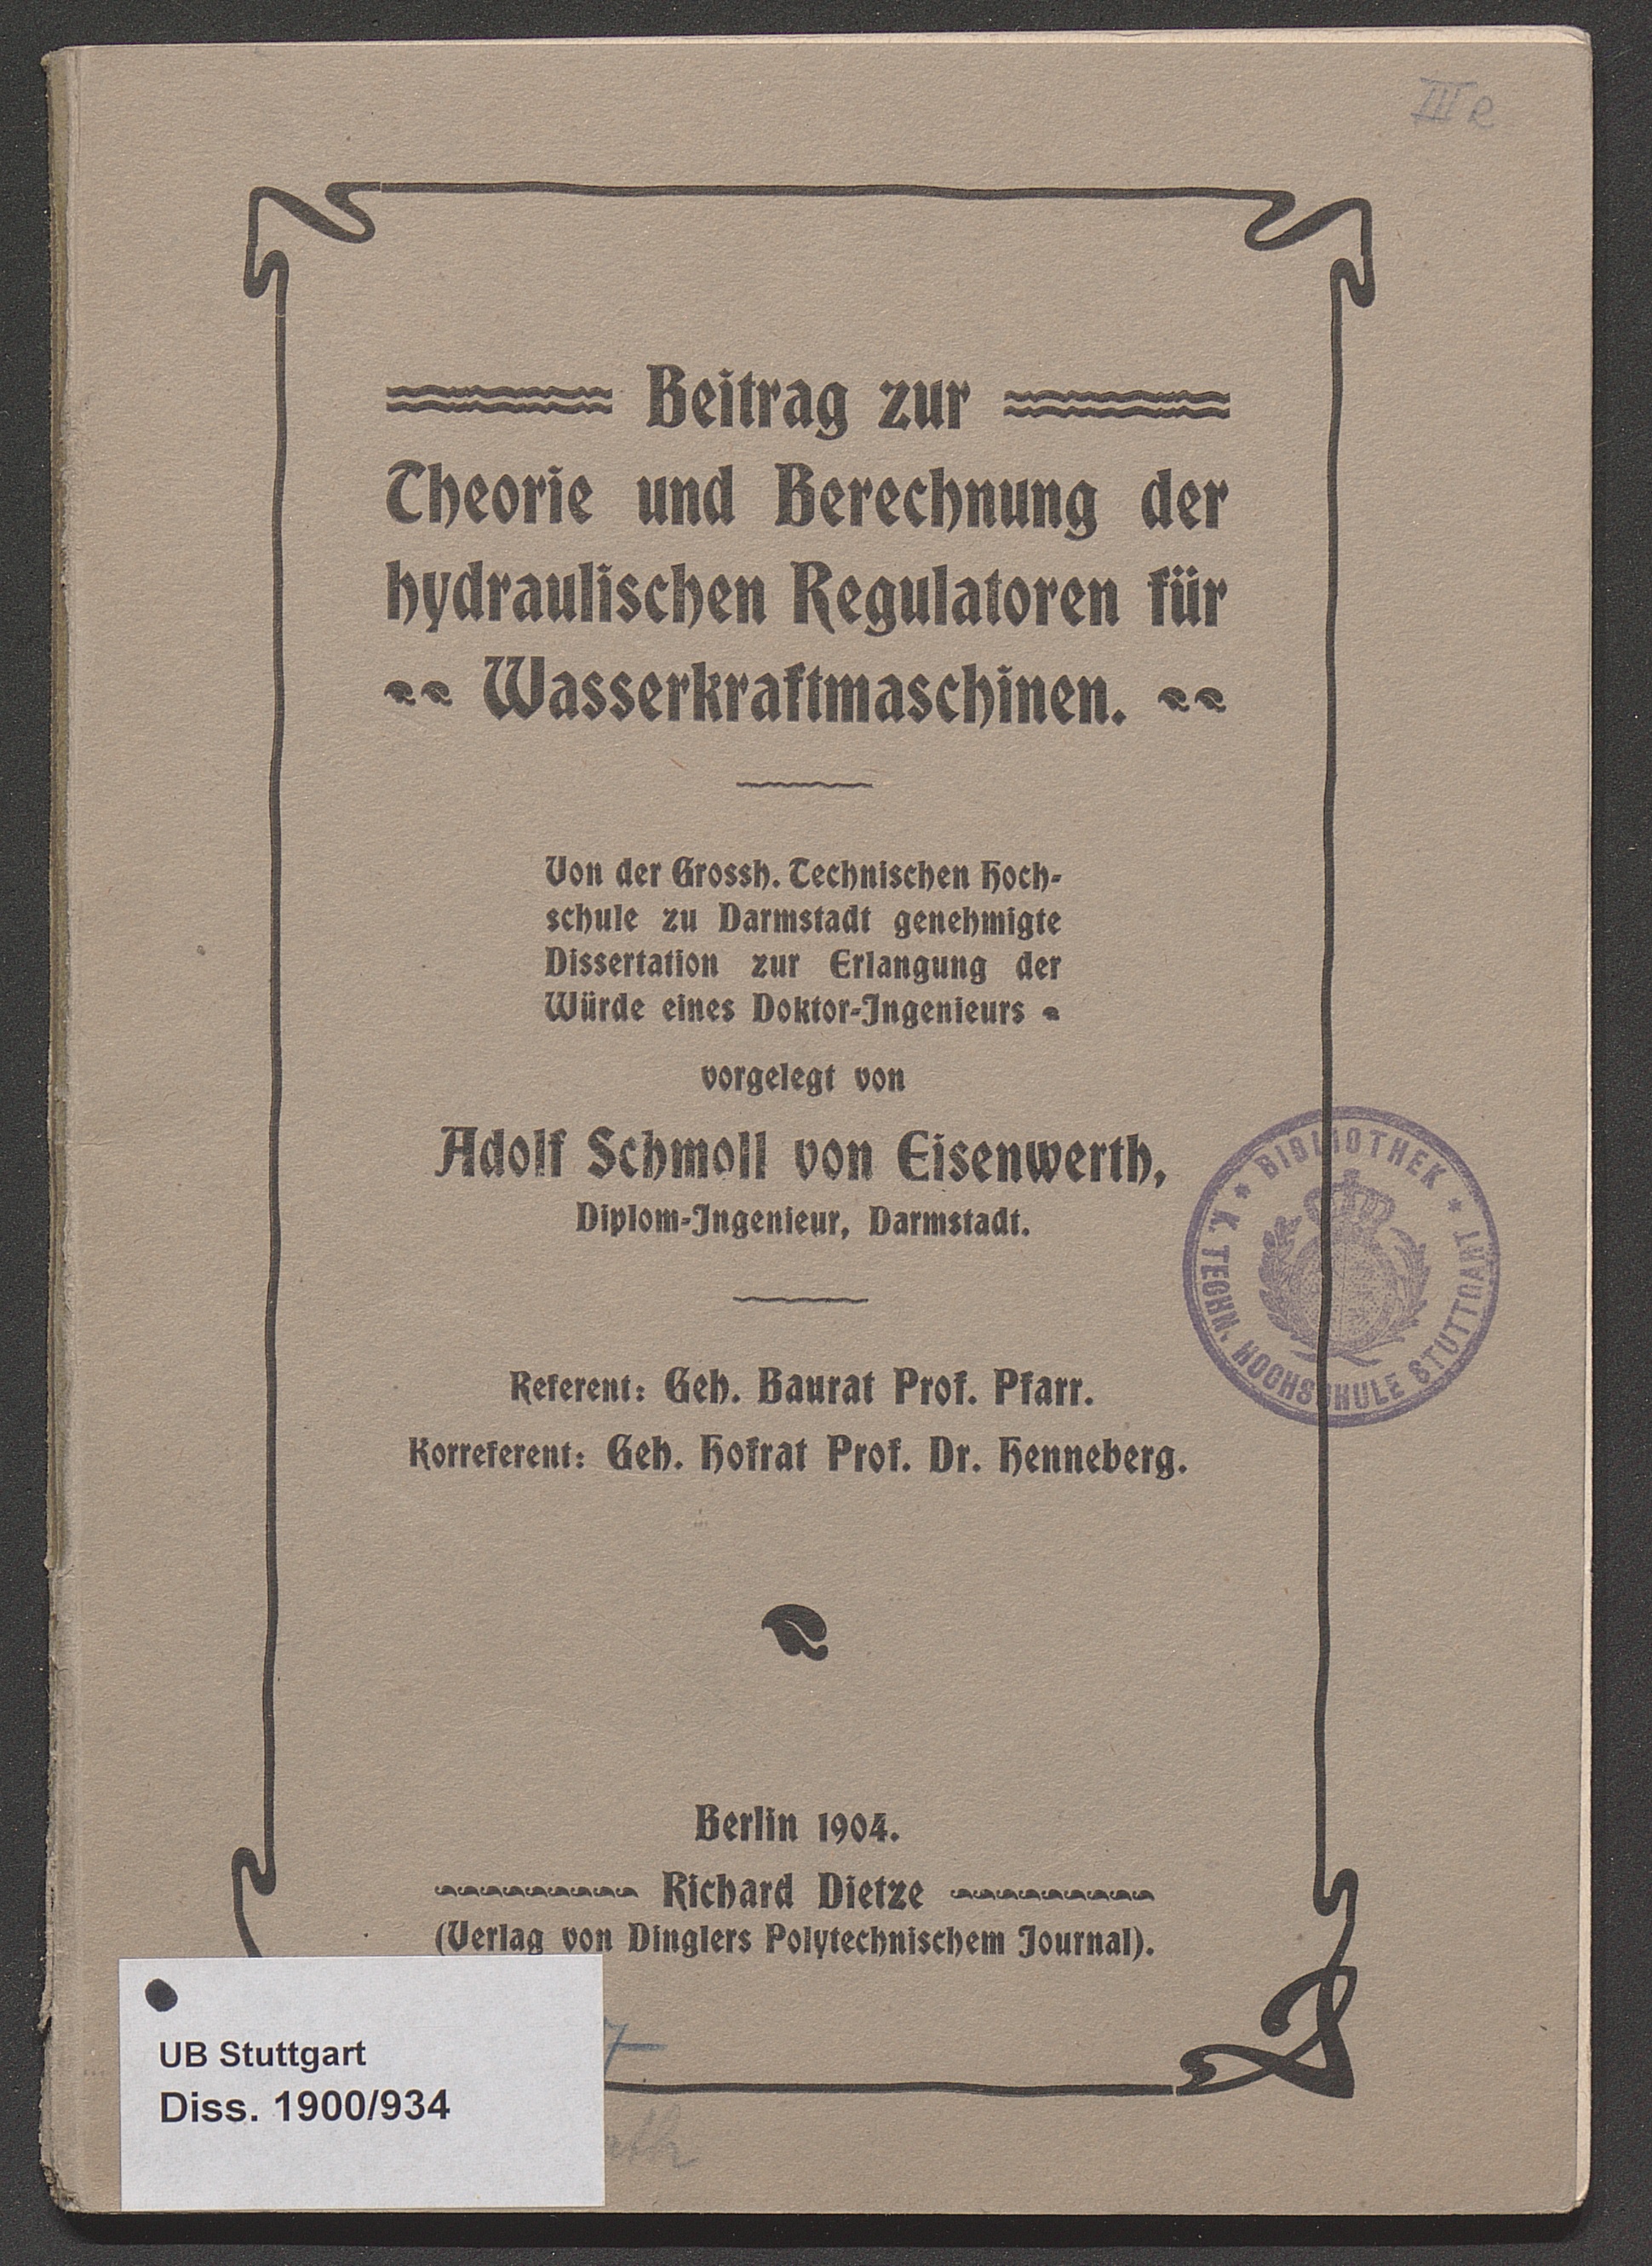 III R
Beitrag zur
Theorie und Berechnung der
hydraulischen Regulatoren für
Wasserkraftmaschinen.
Von der Grossh. Technischen Hoch-
schule zu Darmstadt genehmigte
Dissertation zur Erlangung der
Würde eines Doktor-Ingenieurs
vorgelegt von
Adolf Schmoll von Eisenwerth,
Diplom-Ingenieur, Darmstadt.
* BIBLIOTHEK *
K. TECHN. HOCHSCHULE STUTTGART
Referent: Geh. Baurat Prof. Pfarr.
Korreferent: Geh. Hofrat Prof. Dr. Henneberg.
Berlin 1904.
Richard Dietze
(Verlag von Dinglers Polytechnischem Journal).
UB Stuttgart
Diss. 1900/934
7